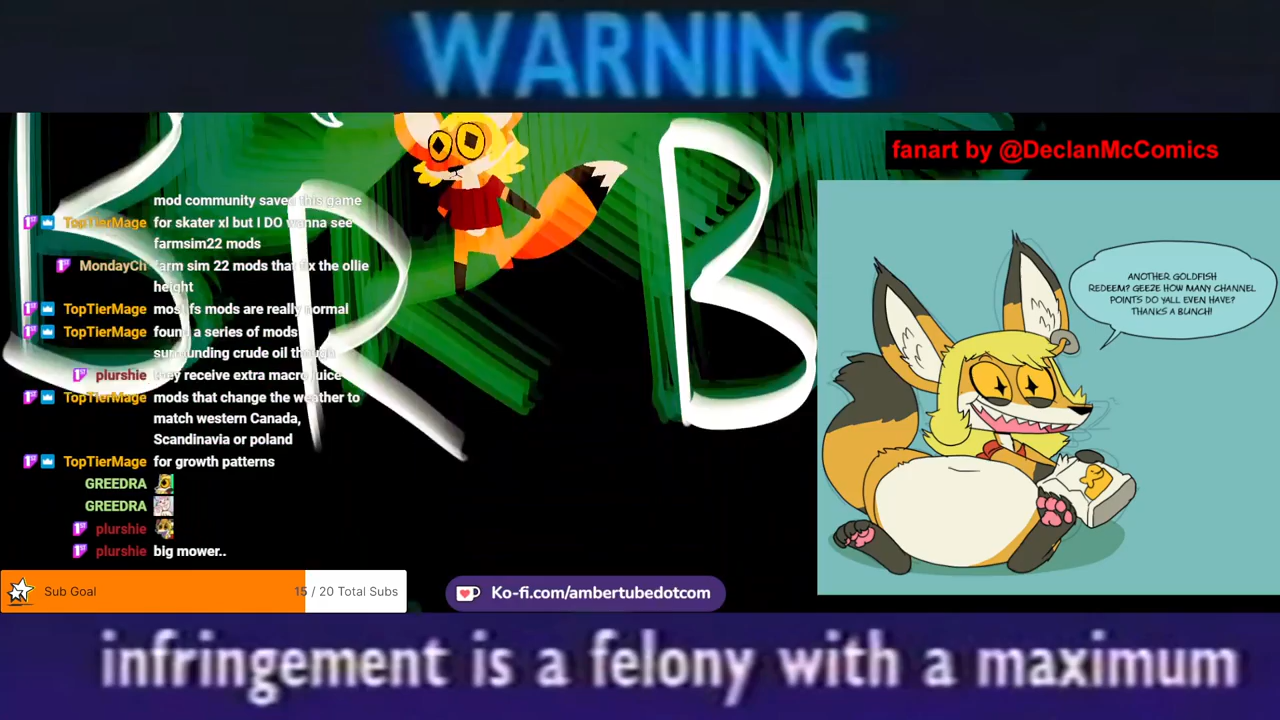 WARNING
B R B
fanart by @DeclanMcComics
mod community saved this game
TopTierMage for skater xl but I DO wanna see
farmsim22 mods
MondayCh farm sim 22 mods that fix the ollie
height
TopTierMage most fs mods are really normal
TopTierMage found a series of mods
surrounding crude oil though
plurshie they receive extra macro juice
TopTierMage mods that change the weather to
match western Canada,
Scandinavia or poland
TopTierMage for growth patterns
GREEDRA
GREEDRA
plurshie
plurshie big mower..
ANOTHER GOLDFISH
REDEEM? GEEZE HOW MANY CHANNEL
POINTS DO YALL EVEN HAVE?
THANKS A BUNCH!
Sub Goal 15 / 20 Total Subs
Ko-fi.com/ambertubedotcom
infringement is a felony with a maximum